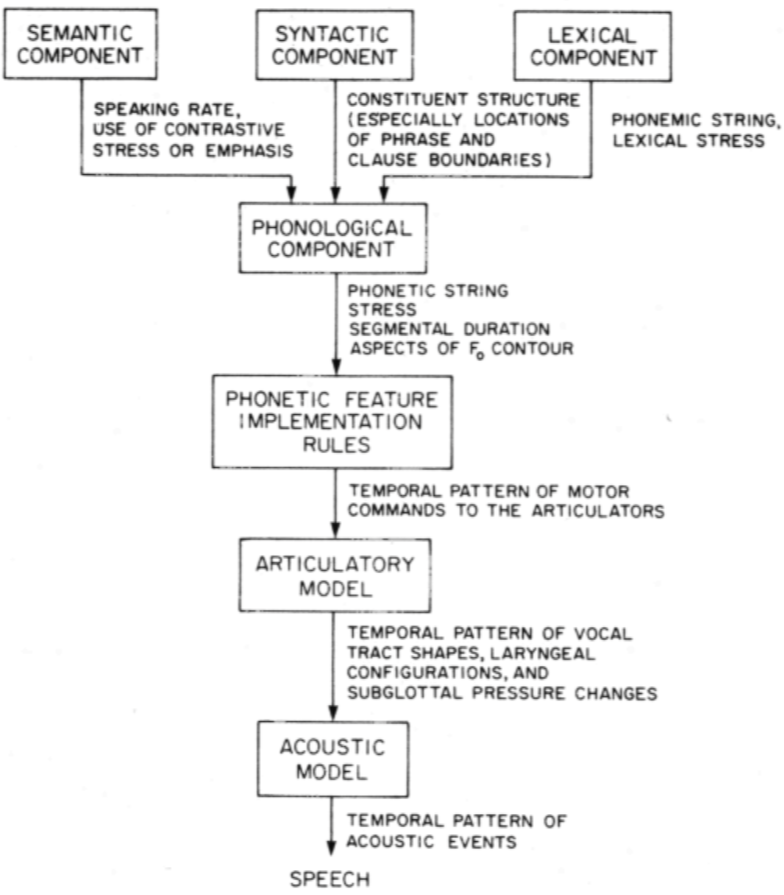 SEMANTIC
COMPONENT
SYNTACTIC
COMPONENT
LEXICAL
COMPONENT
SPEAKING RATE,
USE OF CONTRASTIVE
STRESS OR EMPHASIS
CONSTITUENT STRUCTURE
(ESPECIALLY LOCATIONS
OF PHRASE AND
CLAUSE BOUNDARIES)
PHONEMIC STRING,
LEXICAL STRESS
PHONOLOGICAL
COMPONENT
PHONETIC STRING
STRESS
SEGMENTAL DURATION
ASPECTS OF F₀ CONTOUR
PHONETIC FEATURE
IMPLEMENTATION
RULES
TEMPORAL PATTERN OF MOTOR
COMMANDS TO THE ARTICULATORS
ARTICULATORY
MODEL
TEMPORAL PATTERN OF VOCAL
TRACT SHAPES, LARYNGEAL
CONFIGURATIONS, AND
SUBGLOTTAL PRESSURE CHANGES
ACOUSTIC
MODEL
TEMPORAL PATTERN OF
ACOUSTIC EVENTS
SPEECH